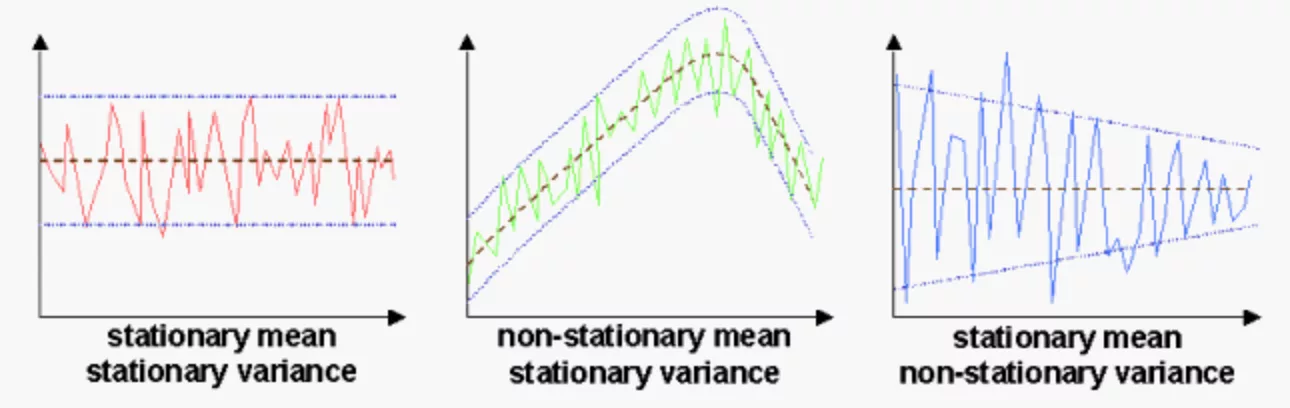 stationary mean
stationary variance
non-stationary mean
stationary variance
stationary mean
non-stationary variance